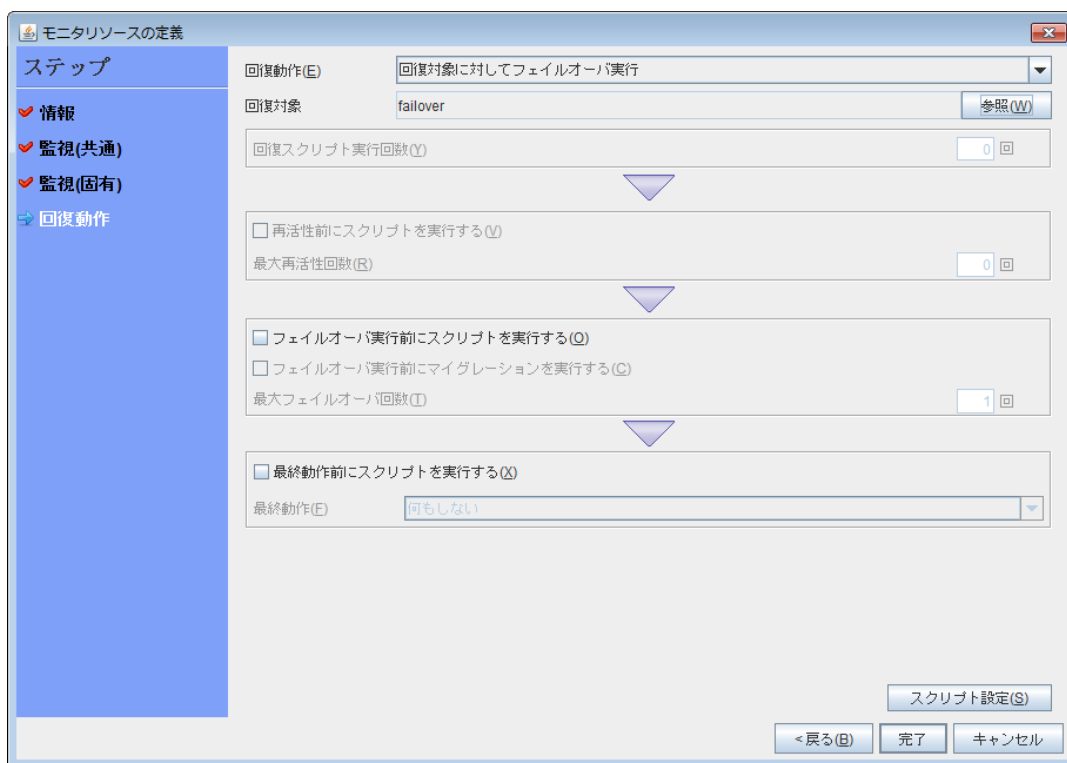 モニタリソースの定義
ステップ
情報
監視(共通)
監視(固有)
回復動作
回復動作(E) 回復対象に対してフェイルオーバ実行
回復対象 failover 参照(W)
回復スクリプト実行回数(Y) 0 回
再活性前にスクリプトを実行する(V)
最大再活性回数(R) 0 回
フェイルオーバ実行前にスクリプトを実行する(O)
フェイルオーバ実行前にマイグレーションを実行する(C)
最大フェイルオーバ回数(T) 1 回
最終動作前にスクリプトを実行する(X)
最終動作(F) 何もしない
スクリプト設定(S)
<戻る(B) 完了 キャンセル